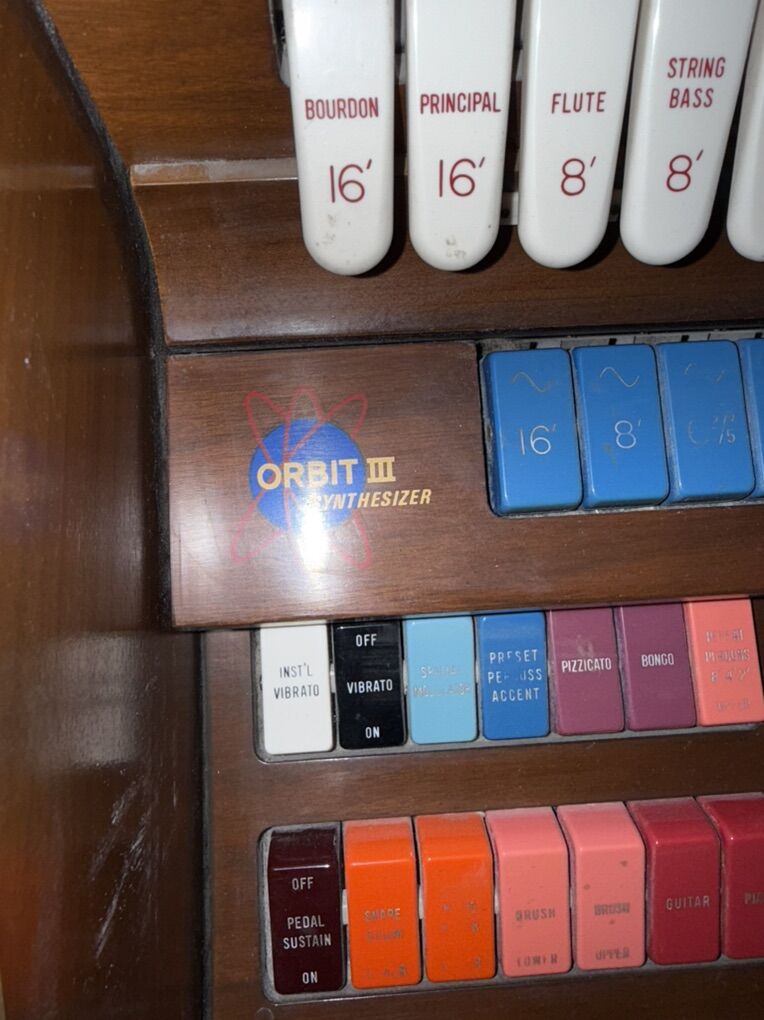 BOURDON
16′
PRINCIPAL
16′
FLUTE
8′
STRING
BASS
8′
ORBIT III
SYNTHESIZER
16′
8′
INST'L
VIBRATO
OFF
VIBRATO
ON
PRESET
PERCUSS
ACCENT
PIZZICATO
BONGO
OFF
PEDAL
SUSTAIN
ON
SNARE
BRUSH
LOWER
BRUSH
UPPER
GUITAR